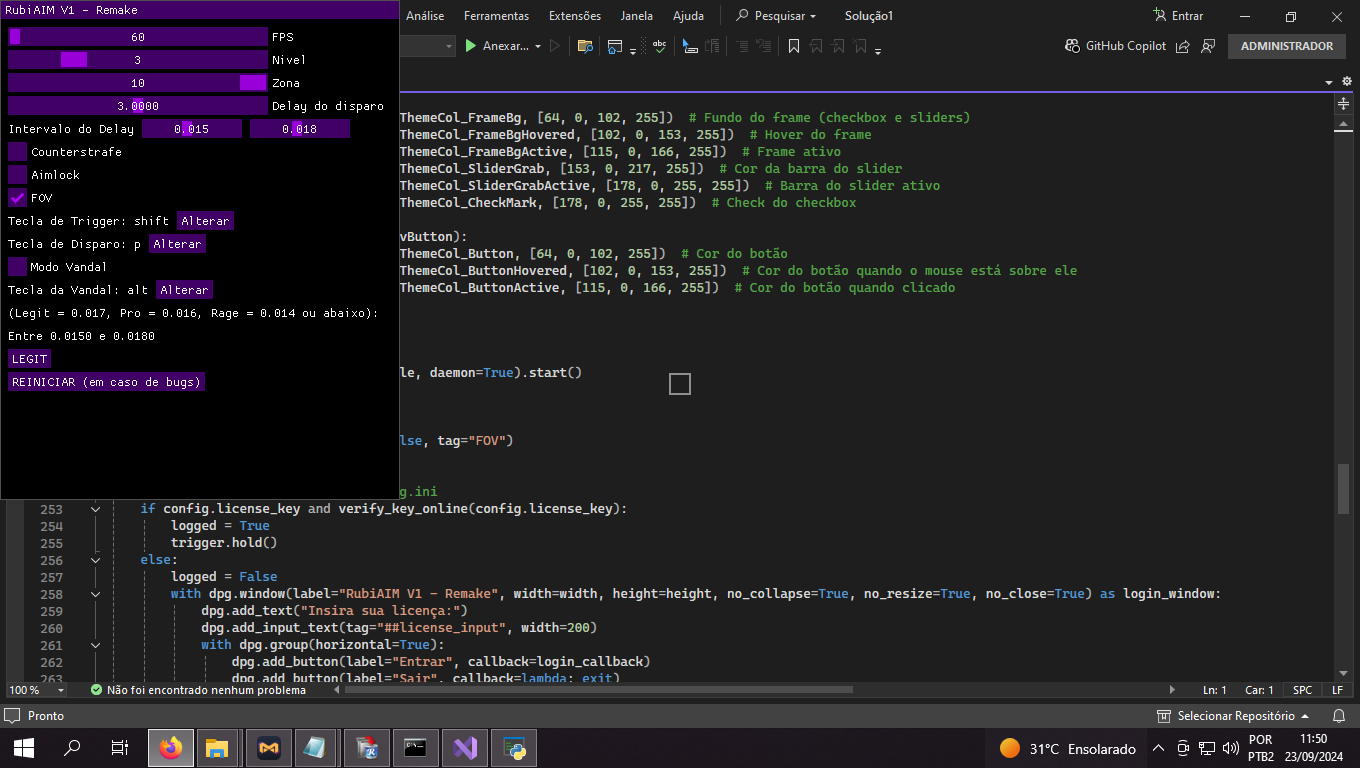 RubiAIM V1 - Remake
60 FPS
3 Nivel
10 Zona
3.0000 Delay do disparo
Intervalo do Delay 0.015 0.018
Counterstrafe
Aimlock
FOV
Tecla de Trigger: shift Alterar
Tecla de Disparo: p Alterar
Modo Vandal
Tecla da Vandal: alt Alterar
(Legit = 0.017, Pro = 0.016, Rage = 0.014 ou abaixo):
Entre 0.0150 e 0.0180
LEGIT
REINICIAR (em caso de bugs)
Análise Ferramentas Extensões Janela Ajuda Pesquisar Solução1 Entrar
Anexar... abc GitHub Copilot ADMINISTRADOR
ThemeCol_FrameBg, [64, 0, 102, 255]) # Fundo do frame (checkbox e sliders)
ThemeCol_FrameBgHovered, [102, 0, 153, 255]) # Hover do frame
ThemeCol_FrameBgActive, [115, 0, 166, 255]) # Frame ativo
ThemeCol_SliderGrab, [153, 0, 217, 255]) # Cor da barra do slider
ThemeCol_SliderGrabActive, [178, 0, 255, 255]) # Barra do slider ativo
ThemeCol_CheckMark, [178, 0, 255, 255]) # Check do checkbox
vButton):
ThemeCol_Button, [64, 0, 102, 255]) # Cor do botão
ThemeCol_ButtonHovered, [102, 0, 153, 255]) # Cor do botão quando o mouse está sobre ele
ThemeCol_ButtonActive, [115, 0, 166, 255]) # Cor do botão quando clicado
le, daemon=True).start()
lse, tag="FOV")
g.ini
253 if config.license_key and verify_key_online(config.license_key):
254 logged = True
255 trigger.hold()
256 else:
257 logged = False
258 with dpg.window(label="RubiAIM V1 - Remake", width=width, height=height, no_collapse=True, no_resize=True, no_close=True) as login_window:
259 dpg.add_text("Insira sua licença:")
260 dpg.add_input_text(tag="##license_input", width=200)
261 with dpg.group(horizontal=True):
262 dpg.add_button(label="Entrar", callback=login_callback)
263 dpg.add_button(label="Sair", callback=lambda: exit)
100 % Não foi encontrado nenhum problema Ln: 1 Car: 1 SPC LF
Pronto Selecionar Repositório
31°C Ensolarado POR PTB2 11:50 23/09/2024